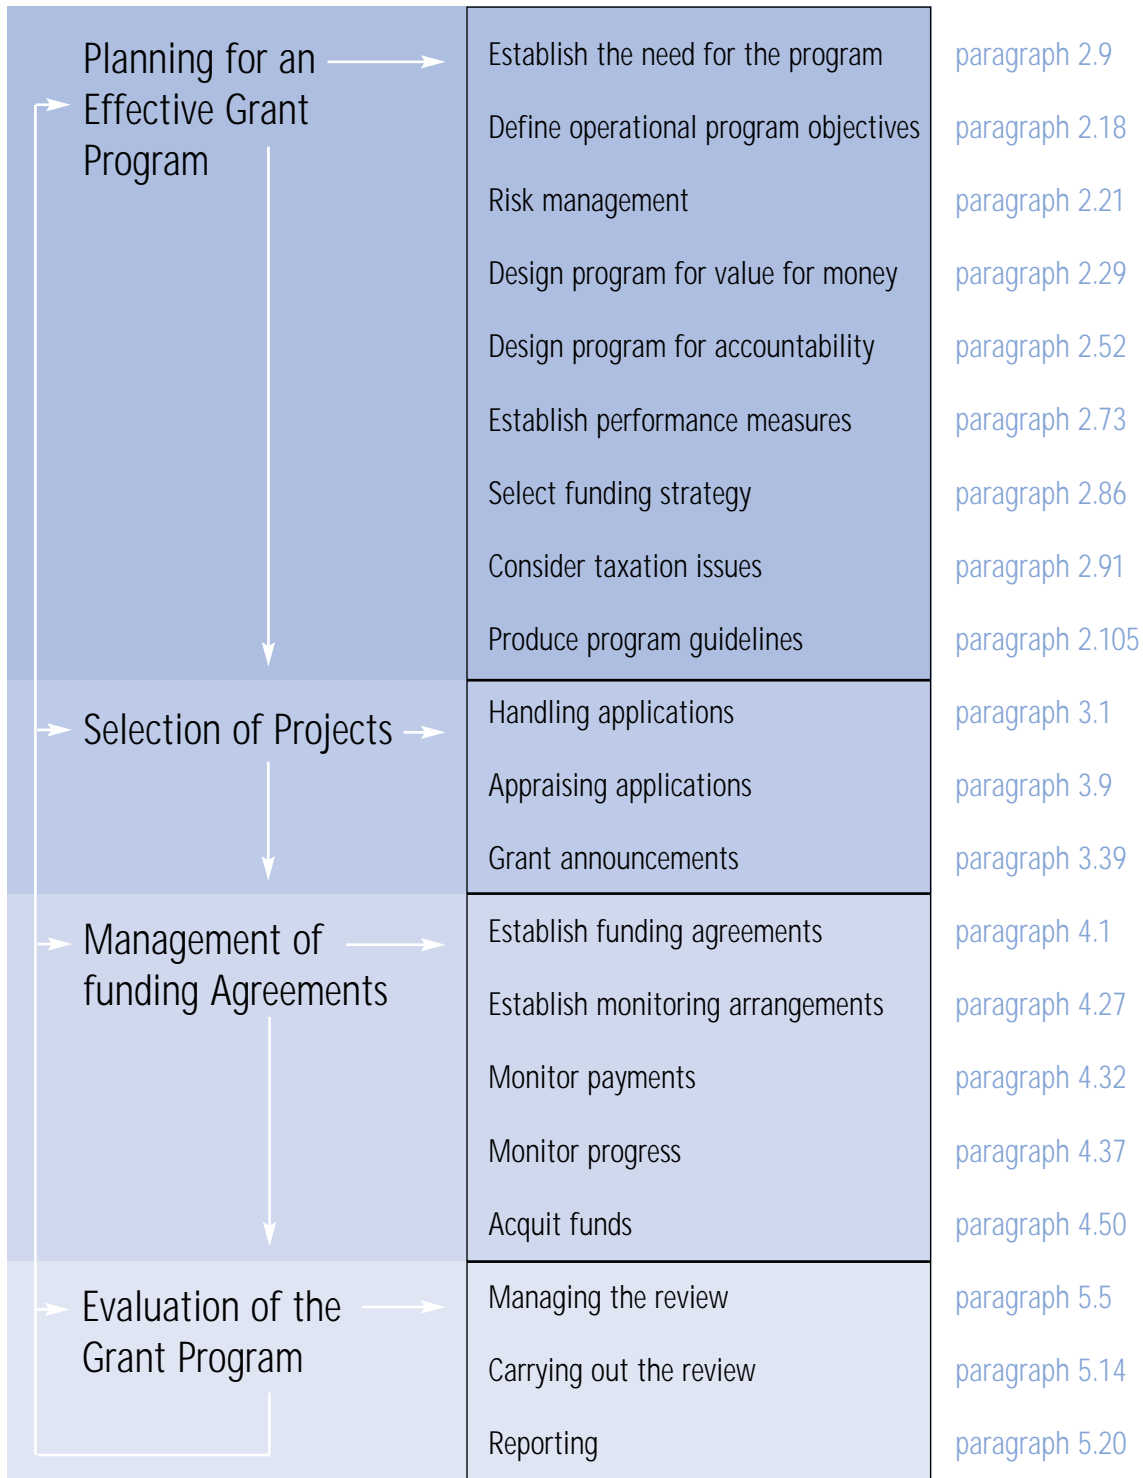 Planning for an
Effective Grant
Program
Establish the need for the program paragraph 2.9
Define operational program objectives paragraph 2.18
Risk management paragraph 2.21
Design program for value for money paragraph 2.29
Design program for accountability paragraph 2.52
Establish performance measures paragraph 2.73
Select funding strategy paragraph 2.86
Consider taxation issues paragraph 2.91
Produce program guidelines paragraph 2.105
Selection of Projects
Handling applications paragraph 3.1
Appraising applications paragraph 3.9
Grant announcements paragraph 3.39
Management of
funding Agreements
Establish funding agreements paragraph 4.1
Establish monitoring arrangements paragraph 4.27
Monitor payments paragraph 4.32
Monitor progress paragraph 4.37
Acquit funds paragraph 4.50
Evaluation of the
Grant Program
Managing the review paragraph 5.5
Carrying out the review paragraph 5.14
Reporting paragraph 5.20